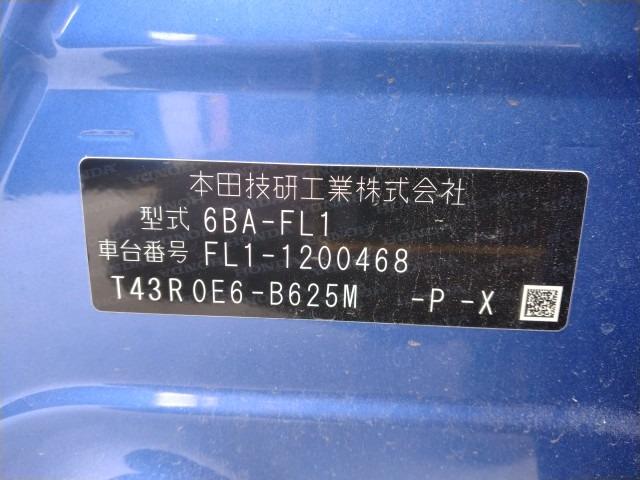 本田技研工業株式会社
型式 6BA-FL1 -
車台番号 FL1-1200468 -
T43R0E6-B625M -P-X